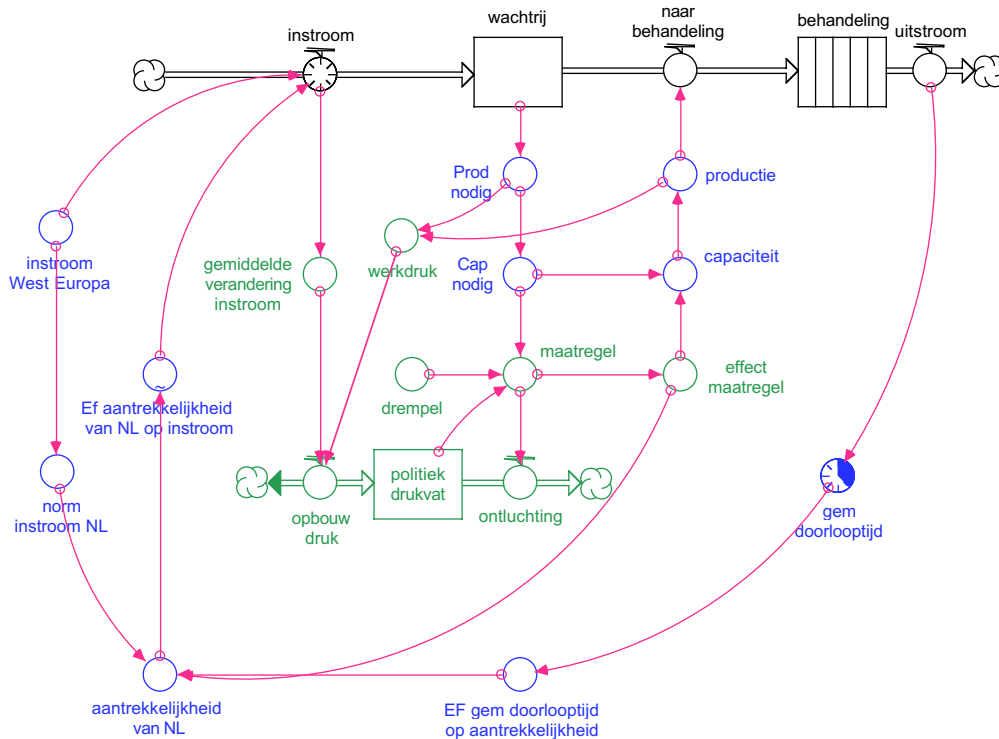 instroom
wachtrij
naar
behandeling
behandeling
uitstroom
Prod
nodig
productie
instroom
West Europa
gemiddelde
verandering
instroom
werkdruk
Cap
nodig
capaciteit
maatregel
effect
maatregel
drempel
Ef aantrekkelijkheid
van NL op instroom
~
norm
instroom NL
politiek
drukvat
opbouw
druk
ontluchting
gem
doorlooptijd
aantrekkelijkheid
van NL
EF gem doorlooptijd
op aantrekkelijkheid